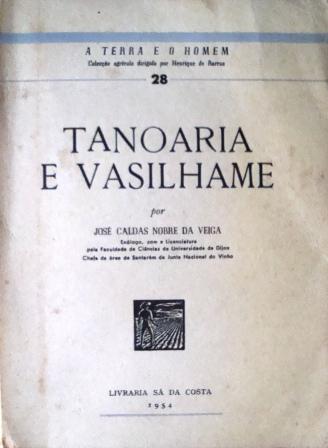 A TERRA E O HOMEM
Colecção agrícola dirigida por Henrique de Barros
28
TANOARIA
E VASILHAME
por
JOSÉ CALDAS NOBRE DA VEIGA
Enólogo, com a Licenciatura
pela Faculdade de Ciências da Universidade de Dijon
Chefe da área de Santarém da Junta Nacional do Vinho
LIVRARIA SÁ DA COSTA
1954